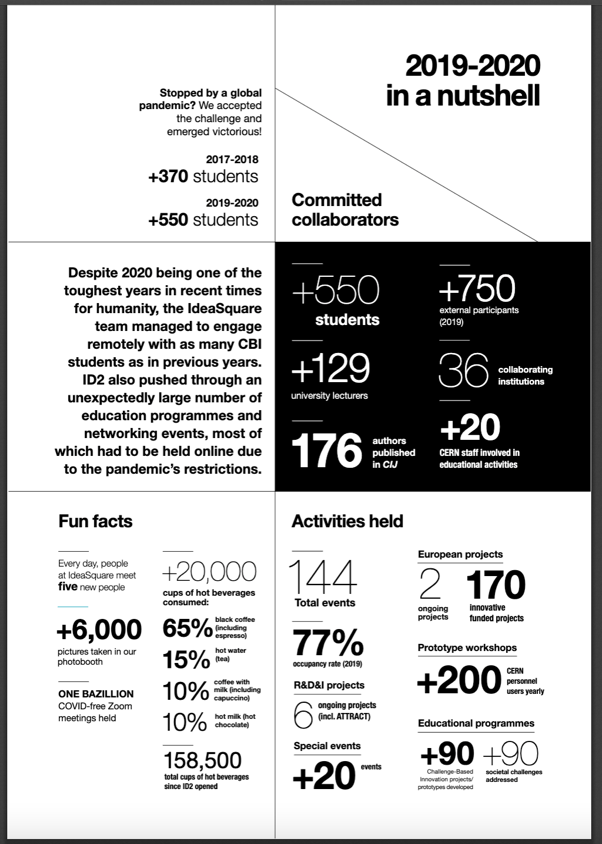 2019-2020
in a nutshell
Stopped by a global
pandemic? We accepted
the challenge and
emerged victorious!
2017-2018
+370 students
2019-2020
+550 students
Committed
collaborators
Despite 2020 being one of the
toughest years in recent times
for humanity, the IdeaSquare
team managed to engage
remotely with as many CBI
students as in previous years.
ID2 also pushed through an
unexpectedly large number of
education programmes and
networking events, most of
which had to be held online due
to the pandemic's restrictions.
+550
students
+750
external participants
(2019)
+129
university lecturers
36
collaborating
institutions
176
authors
published
in CIJ
+20
CERN staff involved in
educational activities
Fun facts
Every day, people
at IdeaSquare meet
five new people
+6,000
pictures taken in our
photobooth
ONE BAZILLION
COVID-free Zoom
meetings held
+20,000
cups of hot beverages
consumed:
65%
black coffee
(including
espresso)
15%
hot water
(tea)
10%
coffee with
milk (including
capuccino)
10%
hot milk (hot
chocolate)
158,500
total cups of hot beverages
since ID2 opened
Activities held
144
Total events
77%
occupancy rate (2019)
R&D&I projects
6
ongoing projects
(incl. ATTRACT)
Special events
+20
events
European projects
2
ongoing
projects
170
innovative
funded projects
Prototype workshops
+200
CERN
personnel
users yearly
Educational programmes
+90
Challenge-Based
Innovation projects/
prototypes developed
+90
societal challenges
addressed